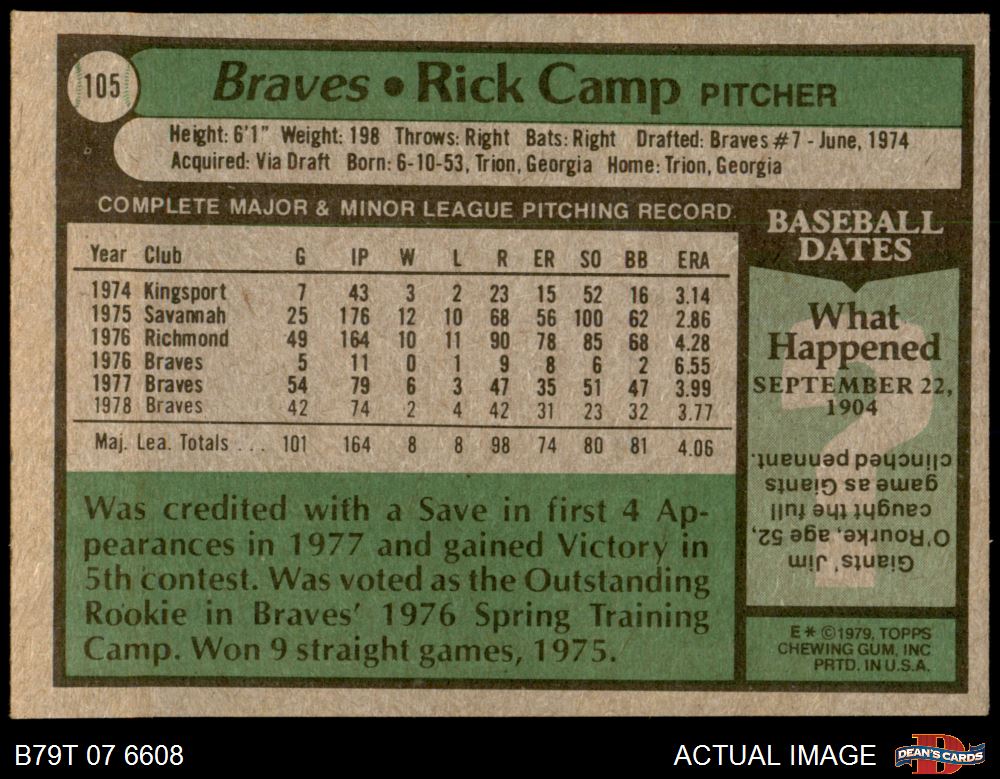 105
Braves • Rick Camp PITCHER
Height: 6'1" Weight: 198 Throws: Right Bats: Right Drafted: Braves #7 - June, 1974
Acquired: Via Draft Born: 6-10-53, Trion, Georgia Home: Trion, Georgia
COMPLETE MAJOR & MINOR LEAGUE PITCHING RECORD
Year Club G IP W L R ER SO BB ERA
1974 Kingsport 7 43 3 2 23 15 52 16 3.14
1975 Savannah 25 176 12 10 68 56 100 62 2.86
1976 Richmond 49 164 10 11 90 78 85 68 4.28
1976 Braves 5 11 0 1 9 8 6 2 6.55
1977 Braves 54 79 6 3 47 35 51 47 3.99
1978 Braves 42 74 2 4 42 31 23 32 3.77
Maj. Lea. Totals . . . 101 164 8 8 98 74 80 81 4.06
Was credited with a Save in first 4 Ap-
pearances in 1977 and gained Victory in
5th contest. Was voted as the Outstanding
Rookie in Braves' 1976 Spring Training
Camp. Won 9 straight games, 1975.
BASEBALL
DATES
What
Happened
SEPTEMBER 22,
1904
?
Giants' Jim
O'Rourke, age 52,
caught the full
game as Giants
clinched pennant.
E * ©1979, TOPPS
CHEWING GUM, INC
PRTD. IN U.S.A.
B79T 07 6608
ACTUAL IMAGE
DEAN'S CARDS